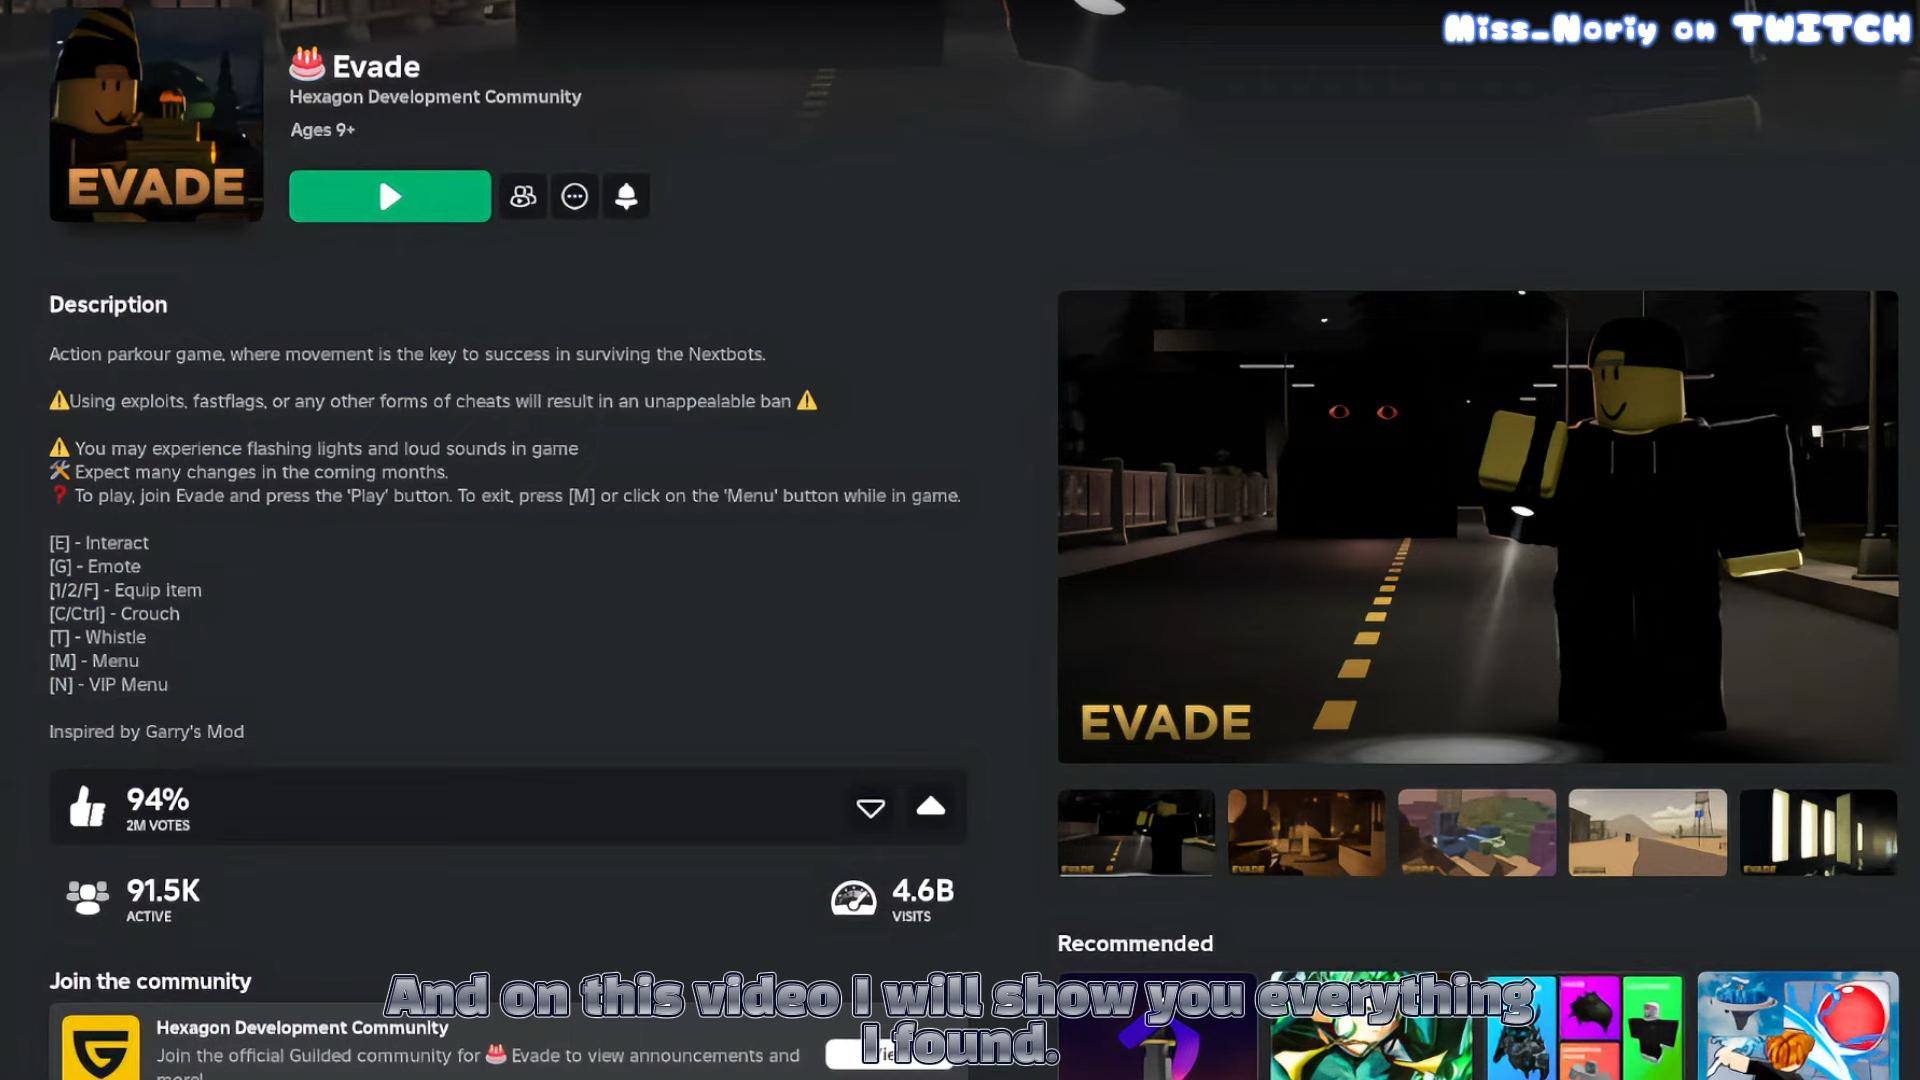 Miss_Noriy on TWITCH
🎂 Evade
Hexagon Development Community
Ages 9+
EVADE
Description
Action parkour game, where movement is the key to success in surviving the Nextbots.
⚠️Using exploits, fastflags, or any other forms of cheats will result in an unappealable ban ⚠️
⚠️ You may experience flashing lights and loud sounds in game
🛠️ Expect many changes in the coming months.
❓ To play, join Evade and press the 'Play' button. To exit, press [M] or click on the 'Menu' button while in game.
[E] - Interact
[G] - Emote
[1/2/F] - Equip Item
[C/Ctrl] - Crouch
[T] - Whistle
[M] - Menu
[N] - VIP Menu
Inspired by Garry's Mod
EVADE
94%
2M VOTES
91.5K
ACTIVE
4.6B
VISITS
EVADE
EVADE
EVADE
EVADE
Recommended
Join the community
And on this video I will show you everything
I found.
Hexagon Development Community
Join the official Guilded community for 🎂 Evade to view announcements and
more!